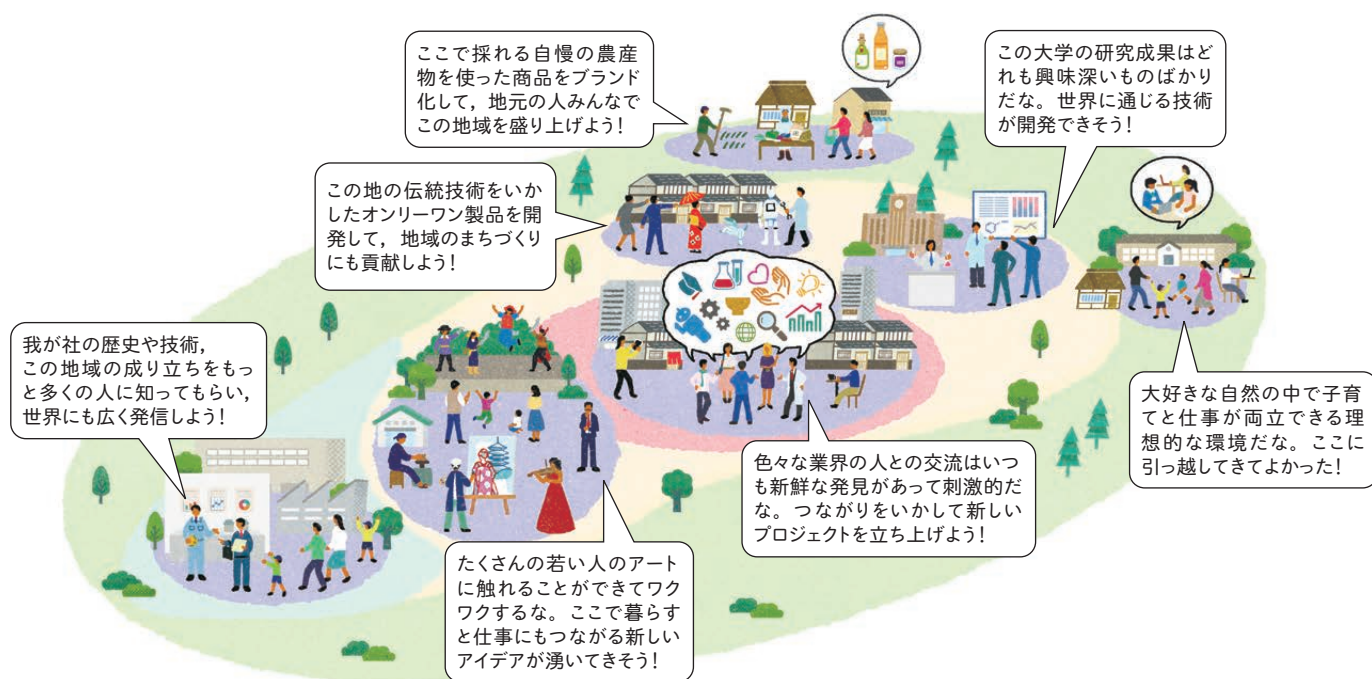 ここで採れる自慢の農産
物を使った商品をブランド
化して，地元の人みんなで
この地域を盛り上げよう！
この大学の研究成果はど
れも興味深いものばかり
だな。世界に通じる技術
が開発できそう！
この地の伝統技術をいか
したオンリーワン製品を開
発して，地域のまちづくり
にも貢献しよう！
我が社の歴史や技術，
この地域の成り立ちをもっ
と多くの人に知ってもらい，
世界にも広く発信しよう！
大好きな自然の中で子育
てと仕事が両立できる理
想的な環境だな。ここに
引っ越してきてよかった！
色々な業界の人との交流はいつ
も新鮮な発見があって刺激的だ
な。つながりをいかして新しい
プロジェクトを立ち上げよう！
たくさんの若い人のアート
に触れることができてワク
ワクするな。ここで暮らす
と仕事にもつながる新しい
アイデアが湧いてきそう！